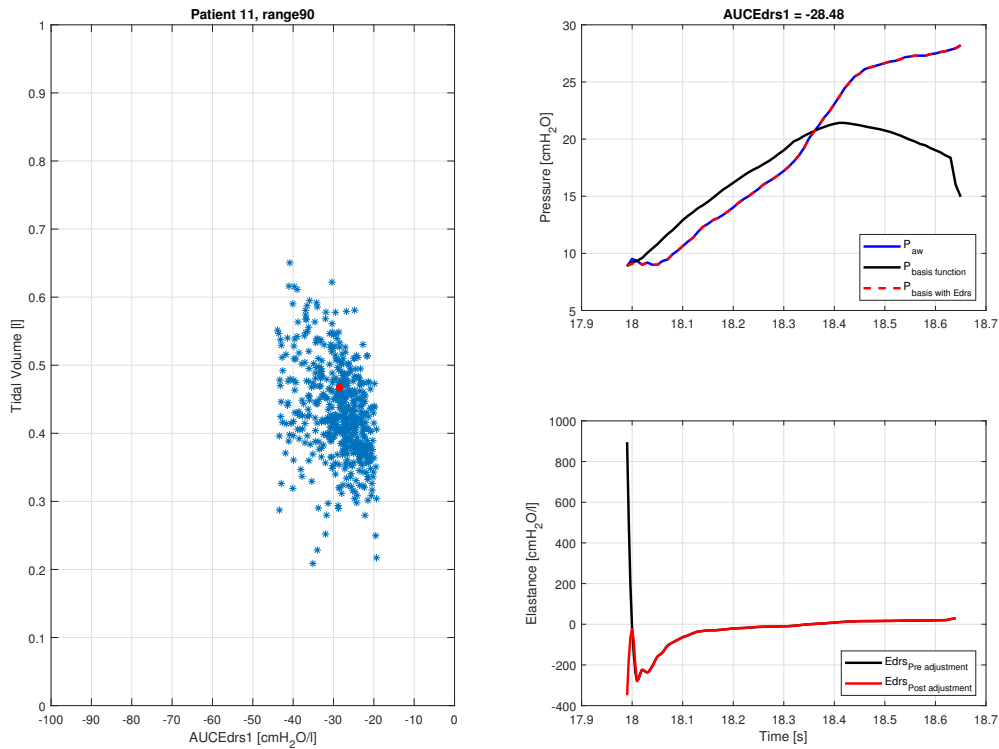 Patient 11, range90
1
0.9
0.8
0.7
0.6
0.5
0.4
0.3
0.2
0.1
0
Tidal Volume [l]
-100 -90 -80 -70 -60 -50 -40 -30 -20 -10 0
AUCEdrs1 [cmH2O/l]
AUCEdrs1 = -28.48
30
25
20
15
10
5
Pressure [cmH2O]
Paw
Pbasis function
Pbasis with Edrs
17.9 18 18.1 18.2 18.3 18.4 18.5 18.6 18.7
1000
800
600
400
200
0
-200
-400
Elastance [cmH2O/l]
EdrsPre adjustment
EdrsPost adjustment
17.9 18 18.1 18.2 18.3 18.4 18.5 18.6 18.7
Time [s]